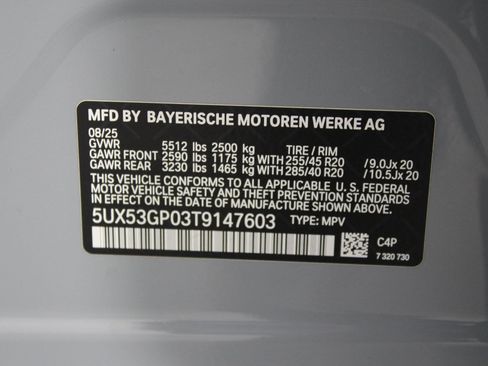 MFD BY BAYERISCHE MOTOREN WERKE AG
08/25
GVWR 5512 lbs 2500 kg TIRE / RIM
GAWR FRONT 2590 lbs 1175 kg WITH 255/45 R20 /9.0Jx 20
GAWR REAR 3230 lbs 1465 kg WITH 285/40 R20 /10.5Jx 20
THIS VEHICLE CONFORMS TO ALL APPLICABLE U. S. FEDERAL
MOTOR VEHICLE SAFETY AND THEFT PREVENTION STANDARDS
IN EFFECT ON THE DATE OF MANUFACTURE SHOWN ABOVE.
5UX53GP03T9147603 TYPE: MPV
C4P
7 320 730